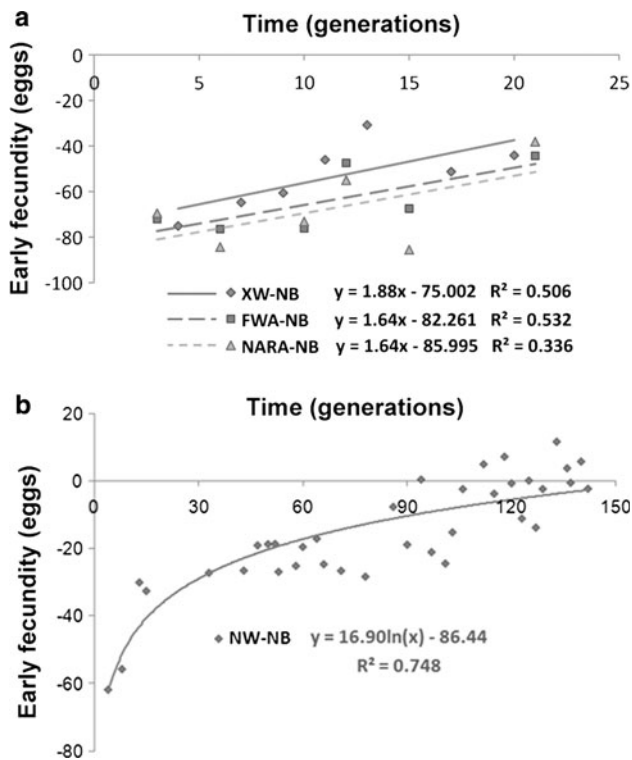 a
Time (generations)
0 5 10 15 20 25
Early fecundity (eggs)
0
-20
-40
-60
-80
-100
XW-NB y = 1.88x - 75.002 R² = 0.506
FWA-NB y = 1.64x - 82.261 R² = 0.532
NARA-NB y = 1.64x - 85.995 R² = 0.336
b
Time (generations)
Early fecundity (eggs)
20
0
-20
-40
-60
-80
0 30 60 90 120 150
NW-NB y = 16.90ln(x) - 86.44
R² = 0.748